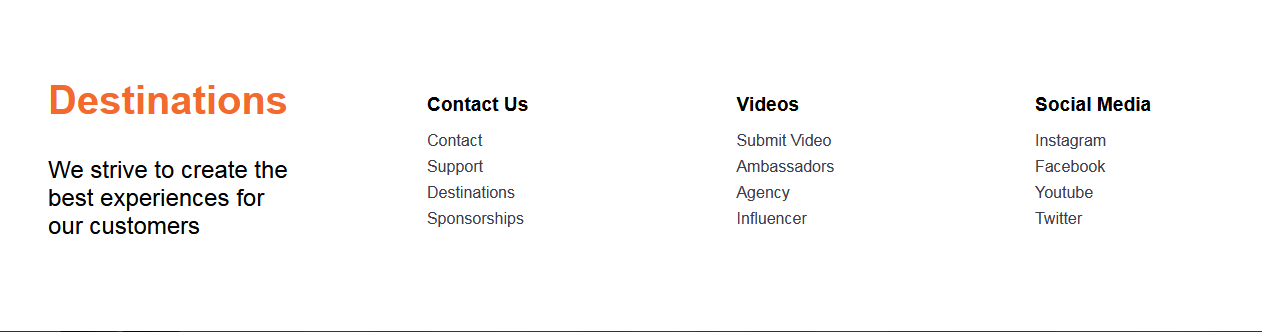 Destinations
We strive to create the
best experiences for
our customers
Contact Us
Contact
Support
Destinations
Sponsorships
Videos
Submit Video
Ambassadors
Agency
Influencer
Social Media
Instagram
Facebook
Youtube
Twitter